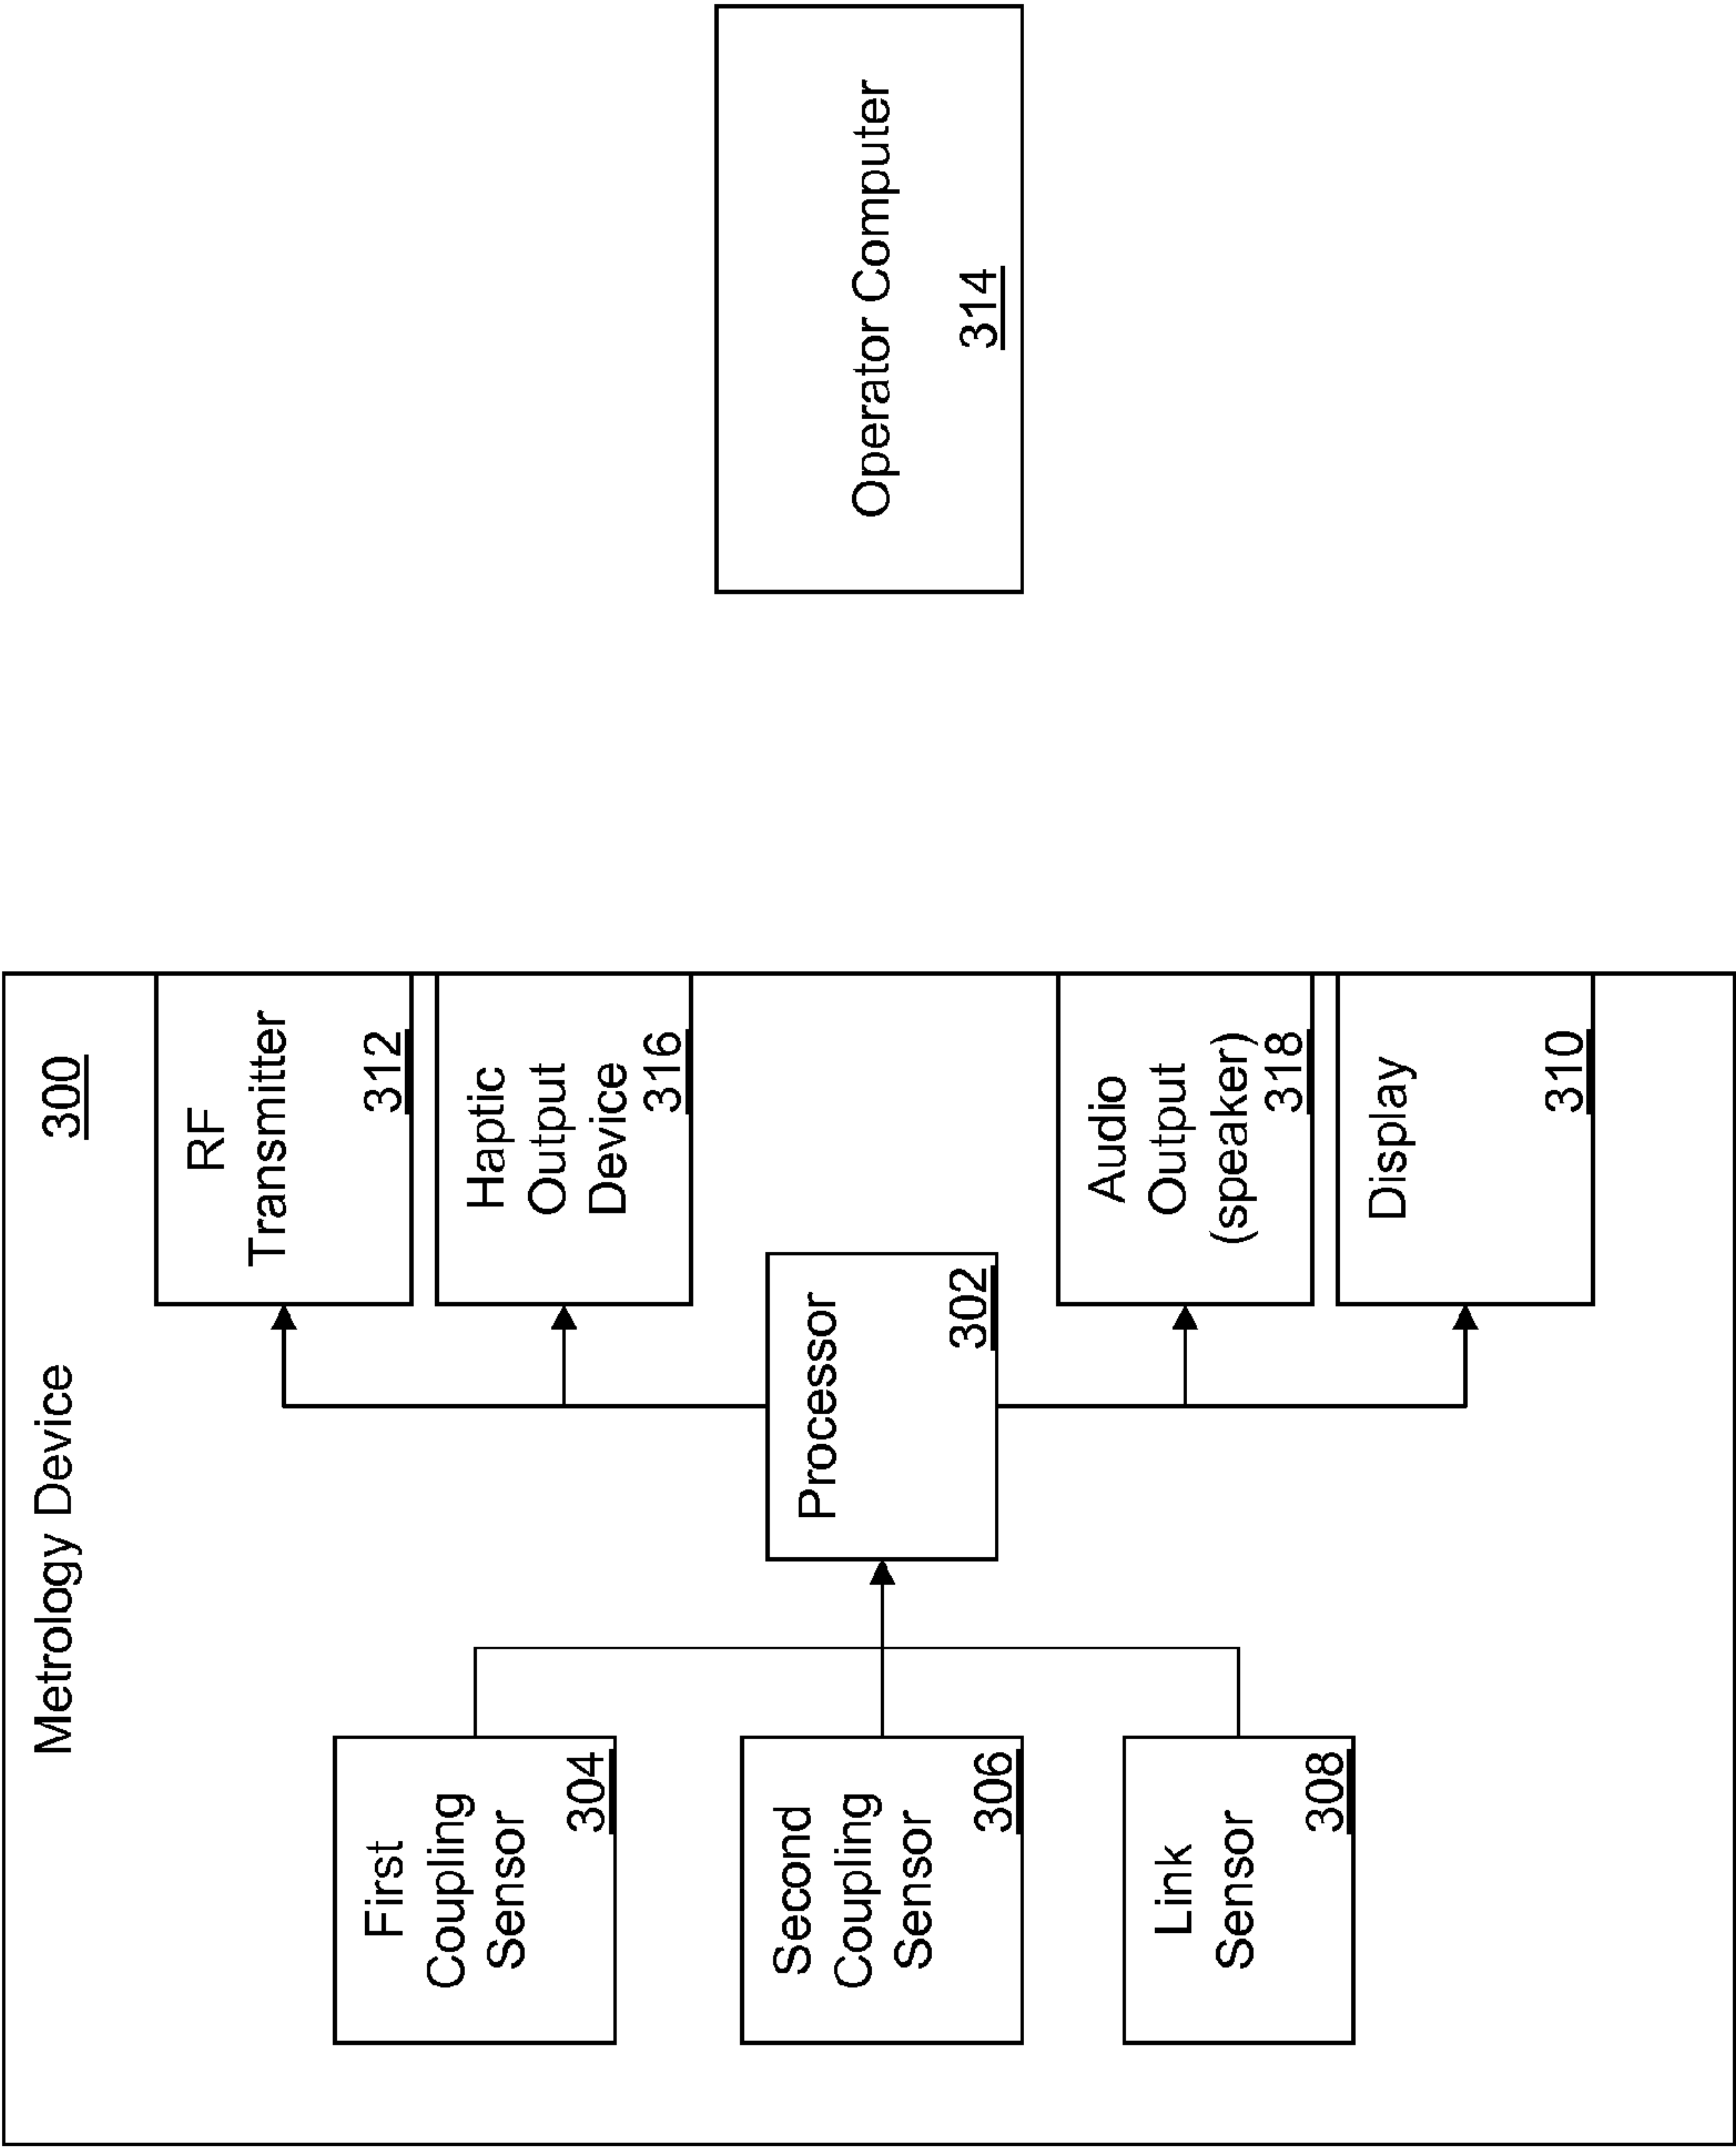 Metrology Device
300
First
Coupling
Sensor
304
Second
Coupling
Sensor
306
Link
Sensor
308
Processor
302
RF
Transmitter
312
Haptic
Output
Device
316
Audio
Output
(speaker)
318
Display
310
Operator Computer
314